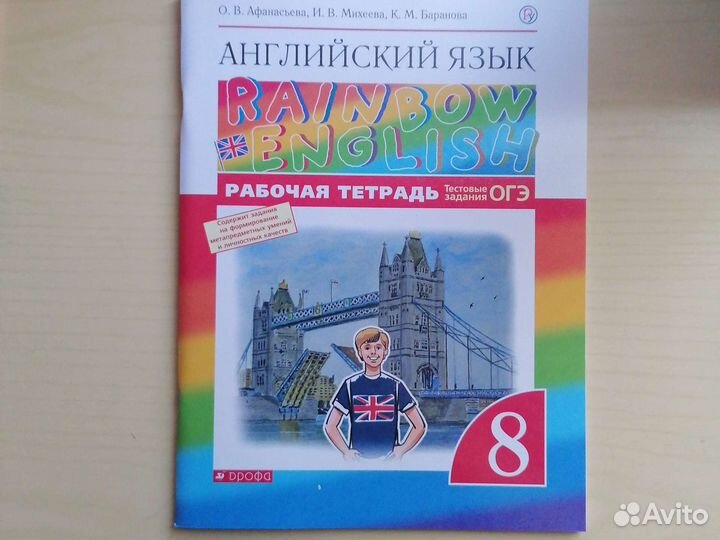 О. В. Афанасьева, И. В. Михеева, К. М. Баранова
АНГЛИЙСКИЙ ЯЗЫК
RAINBOW
ENGLISH
РАБОЧАЯ ТЕТРАДЬ
Тестовые
задания ОГЭ
Содержит задания
на формирование
метапредметных умений
и личностных качеств
8
ДРОФА
Avito